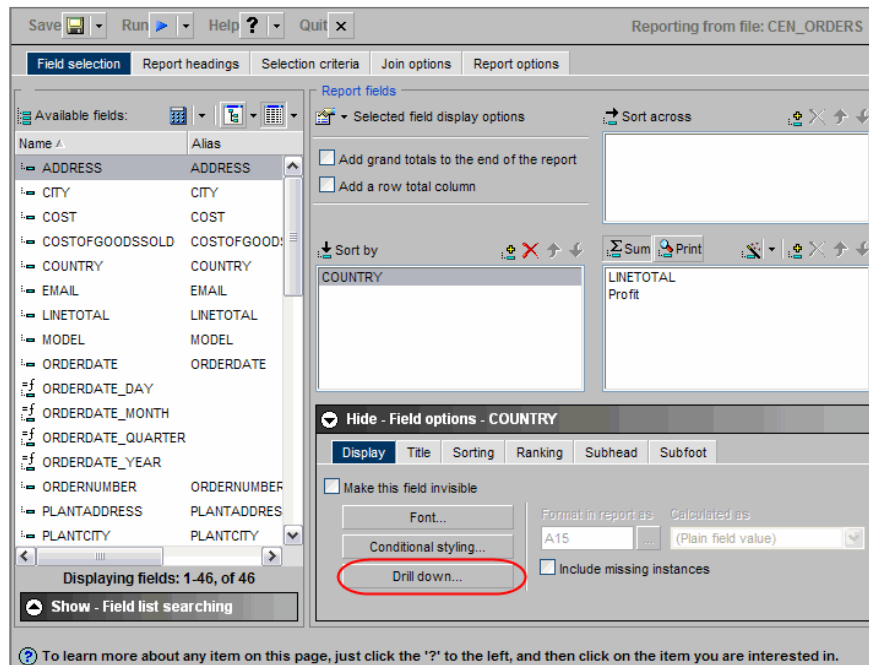 Save Run Help ? Quit x Reporting from file: CEN_ORDERS
Field selection Report headings Selection criteria Join options Report options
Available fields:
Name Alias
ADDRESS ADDRESS
CITY CITY
COST COST
COSTOFGOODSSOLD COSTOFGOOD
COUNTRY COUNTRY
EMAIL EMAIL
LINETOTAL LINETOTAL
MODEL MODEL
ORDERDATE ORDERDATE
ORDERDATE_DAY
ORDERDATE_MONTH
ORDERDATE_QUARTER
ORDERDATE_YEAR
ORDERNUMBER ORDERNUMBER
PLANTADDRESS PLANTADDRES
PLANTCITY PLANTCITY
Displaying fields: 1-46, of 46
Show - Field list searching
Report fields
Selected field display options
Add grand totals to the end of the report
Add a row total column
Sort across
Sort by
COUNTRY
Sum Print
LINETOTAL
Profit
Hide - Field options - COUNTRY
Display Title Sorting Ranking Subhead Subfoot
Make this field invisible
Font...
Conditional styling...
Drill down...
Format in report as Calculated as
A15 ... (Plain field value)
Include missing instances
? To learn more about any item on this page, just click the '?' to the left, and then click on the item you are interested in.